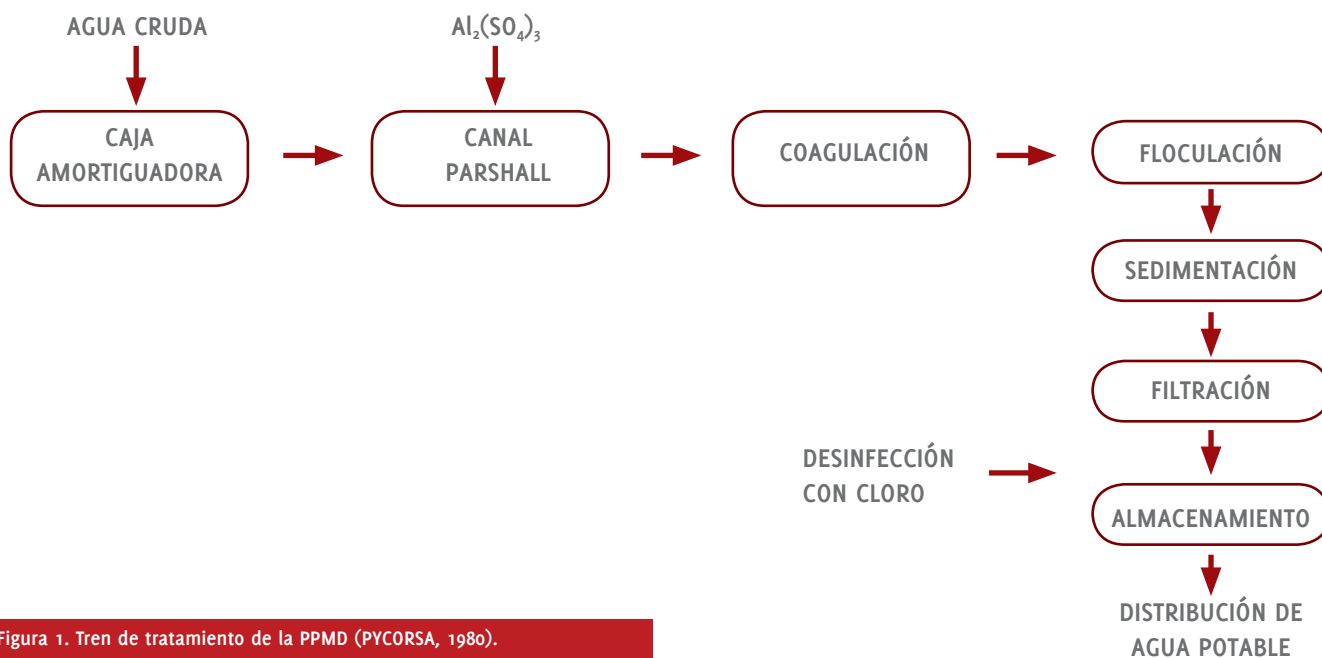 AGUA CRUDA
Al₂(SO₄)₃
CAJA
AMORTIGUADORA
CANAL
PARSHALL
COAGULACIÓN
FLOCULACIÓN
SEDIMENTACIÓN
FILTRACIÓN
DESINFECCIÓN
CON CLORO
ALMACENAMIENTO
DISTRIBUCIÓN DE
AGUA POTABLE
Figura 1. Tren de tratamiento de la PPMD (PYCORSA, 1980).